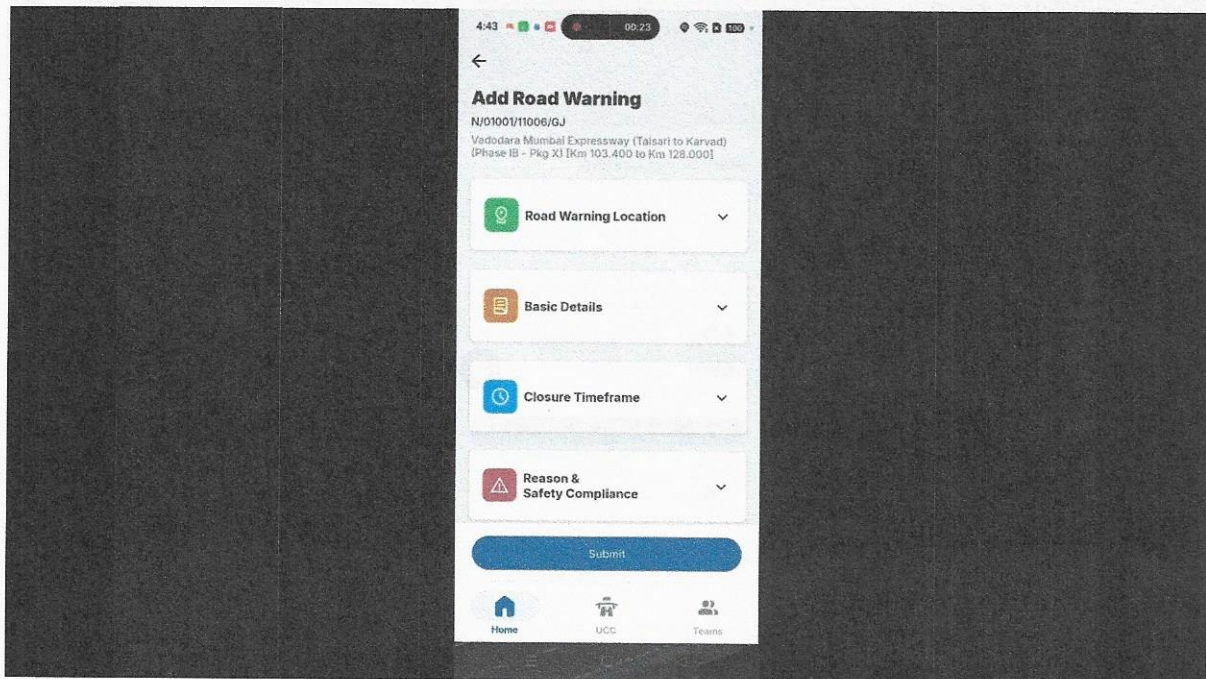 4:43
00:23
100
Add Road Warning
N/01001/11006/GJ
Vadodara Mumbai Expressway (Talsari to Karvad)
(Phase IB - Pkg X) [Km 103.400 to Km 128.000]
Road Warning Location
Basic Details
Closure Timeframe
Reason &
Safety Compliance
Submit
Home
UCC
Teams